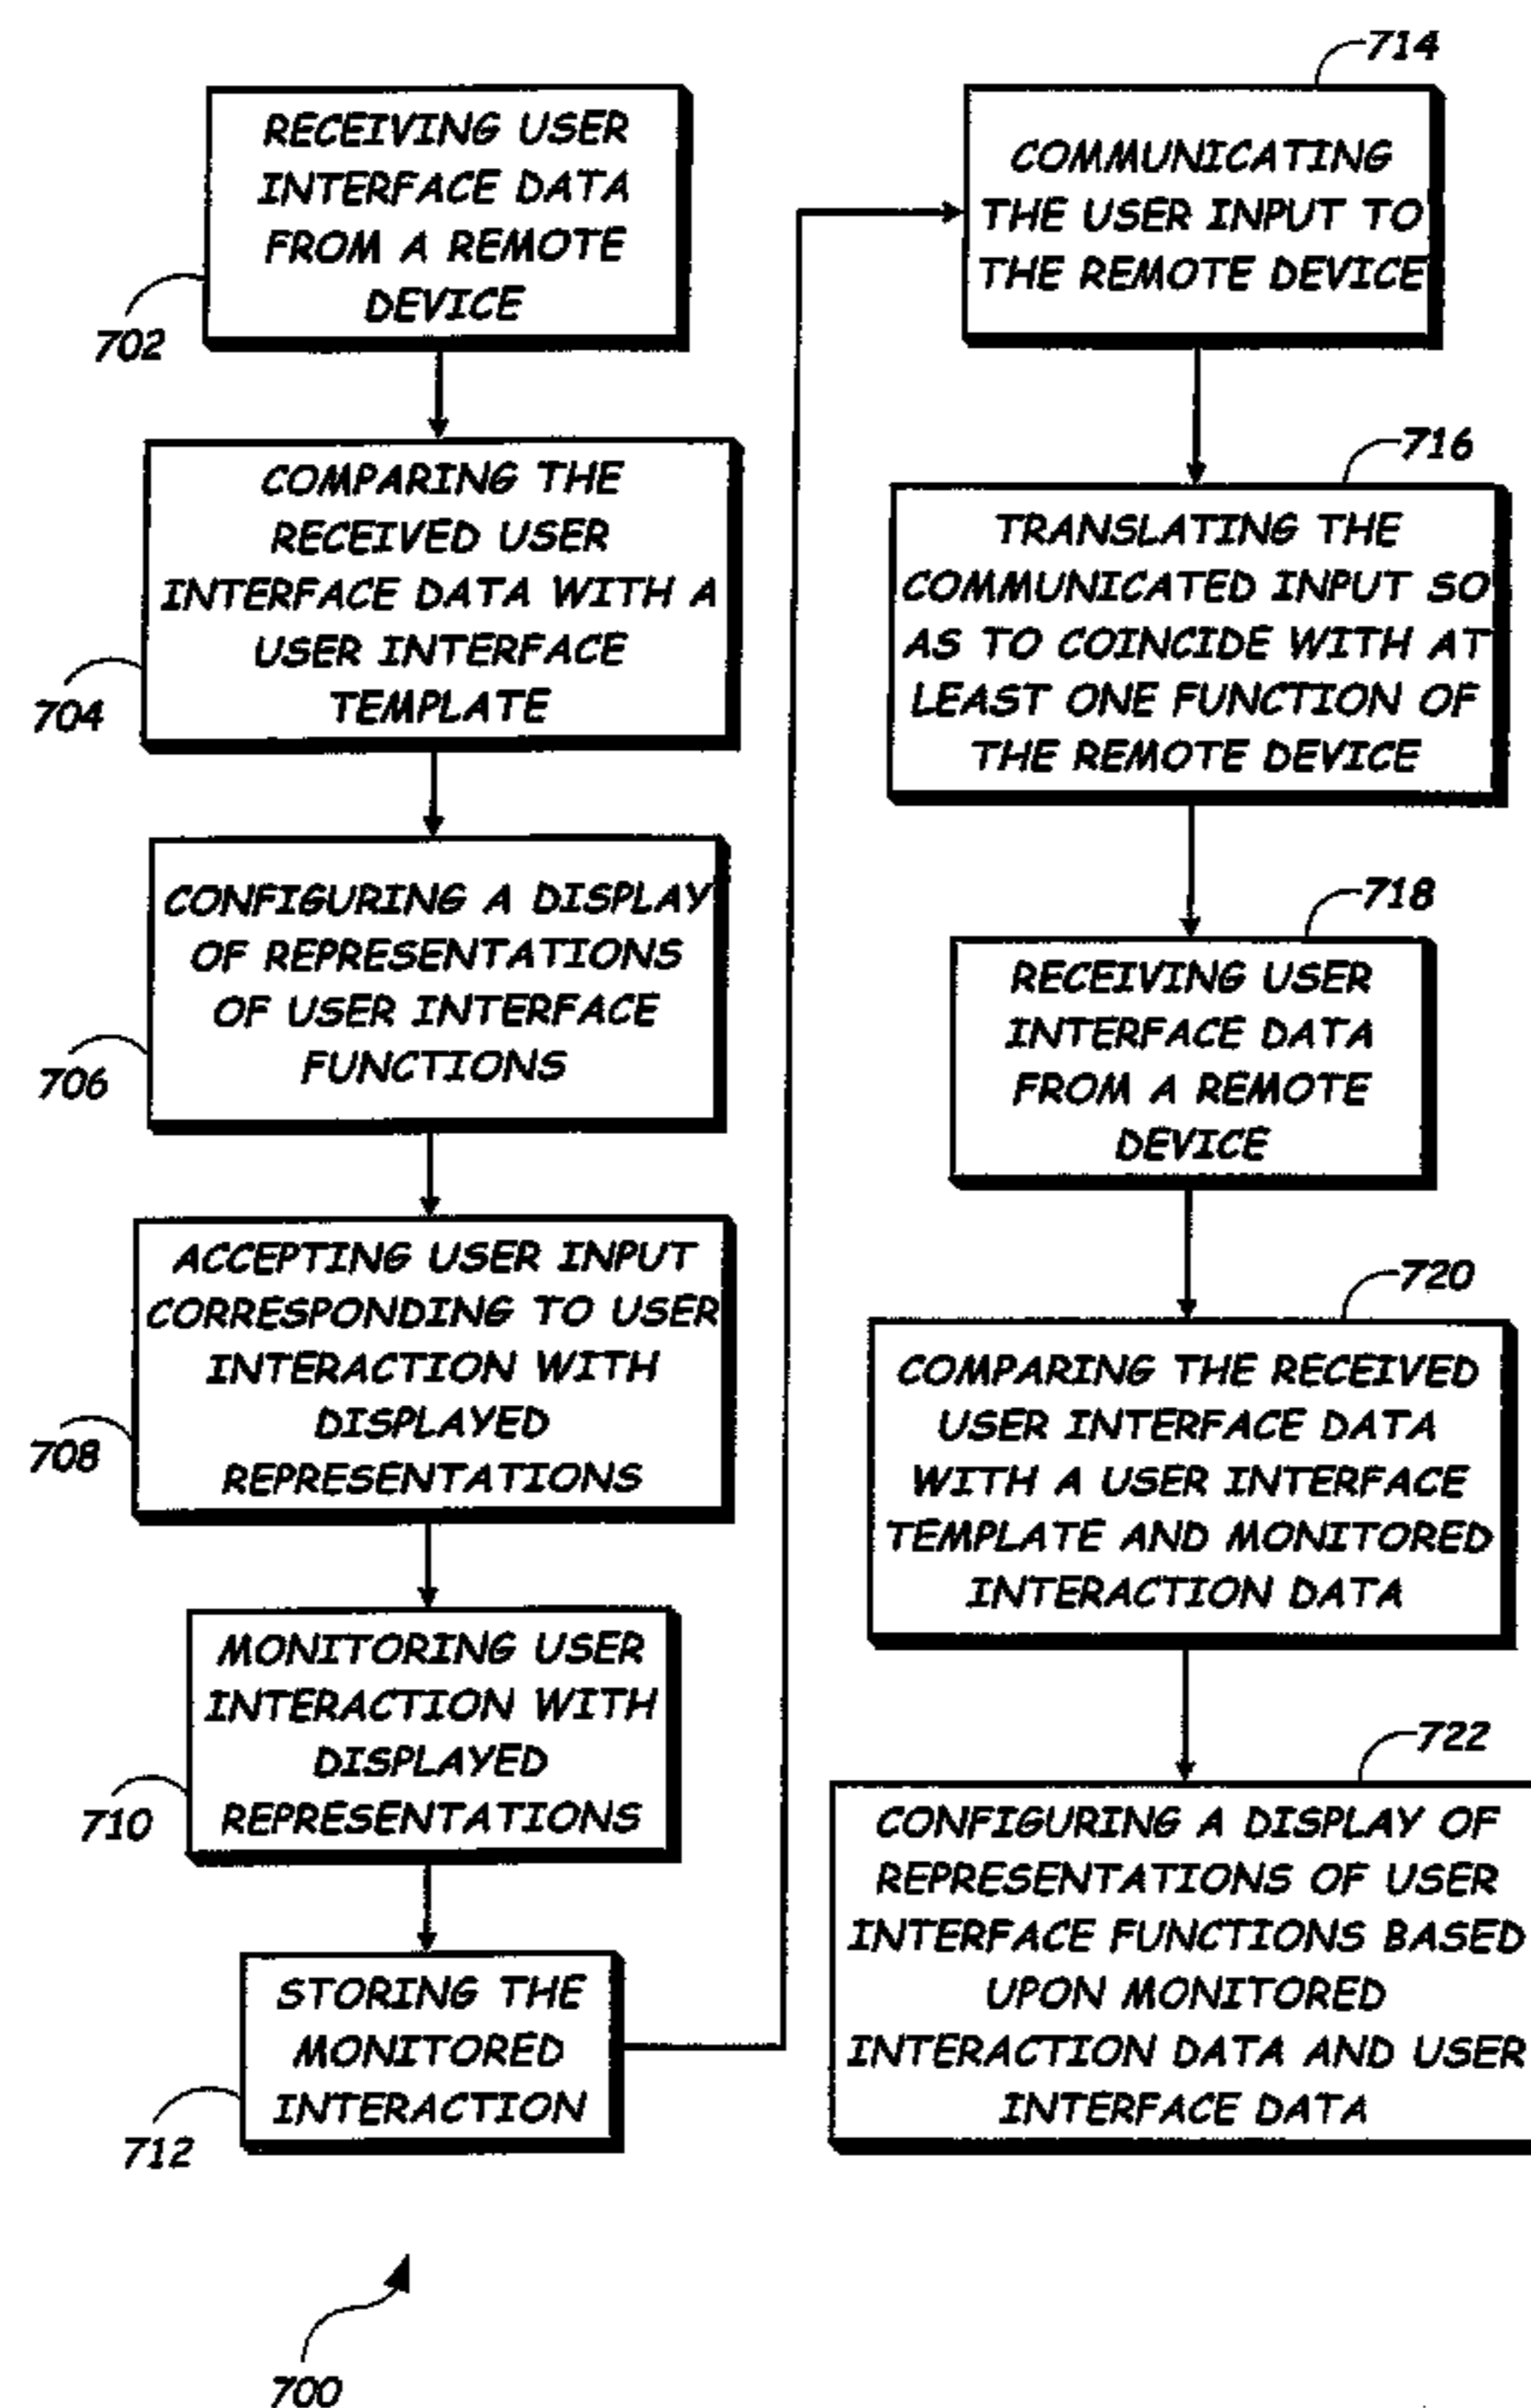 RECEIVING USER
INTERFACE DATA
FROM A REMOTE
DEVICE
702
COMPARING THE
RECEIVED USER
INTERFACE DATA WITH A
USER INTERFACE
TEMPLATE
704
CONFIGURING A DISPLAY
OF REPRESENTATIONS
OF USER INTERFACE
FUNCTIONS
706
ACCEPTING USER INPUT
CORRESPONDING TO USER
INTERACTION WITH
DISPLAYED
REPRESENTATIONS
708
MONITORING USER
INTERACTION WITH
DISPLAYED
REPRESENTATIONS
710
STORING THE
MONITORED
INTERACTION
712
714
COMMUNICATING
THE USER INPUT TO
THE REMOTE DEVICE
716
TRANSLATING THE
COMMUNICATED INPUT SO
AS TO COINCIDE WITH AT
LEAST ONE FUNCTION OF
THE REMOTE DEVICE
718
RECEIVING USER
INTERFACE DATA
FROM A REMOTE
DEVICE
720
COMPARING THE RECEIVED
USER INTERFACE DATA
WITH A USER INTERFACE
TEMPLATE AND MONITORED
INTERACTION DATA
722
CONFIGURING A DISPLAY OF
REPRESENTATIONS OF USER
INTERFACE FUNCTIONS BASED
UPON MONITORED
INTERACTION DATA AND USER
INTERFACE DATA
700